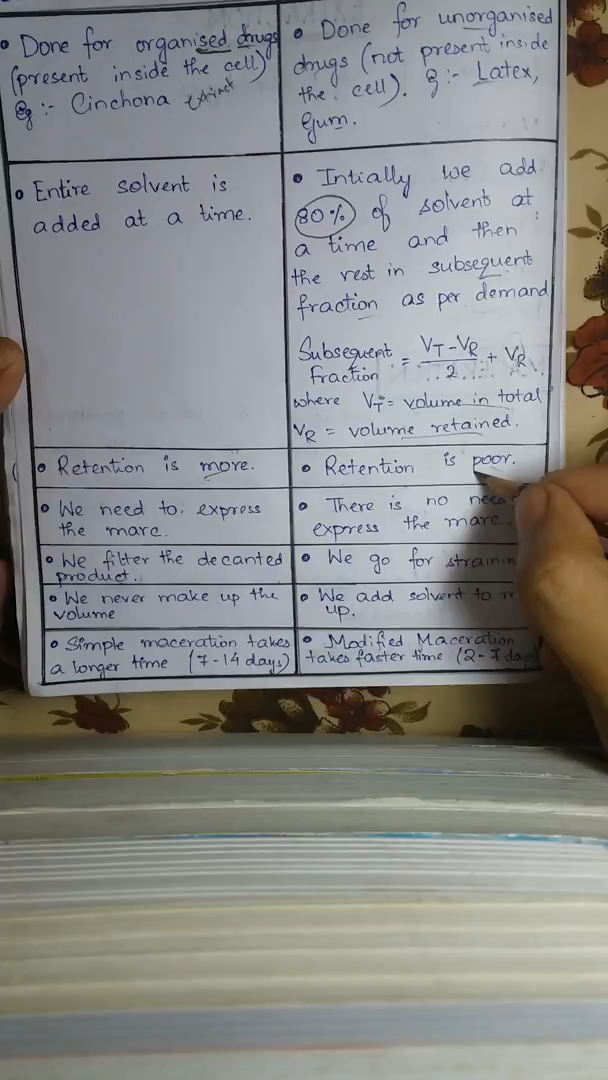 • Done for organised drugs
(present inside the cell)
Eg :- Cinchona
• Done for unorganised
drugs (not present inside
the cell). Eg :- Latex,
Gum.
• Entire solvent is
added at a time.
• Intially we add
80% of solvent at
a time and then
the rest in subsequent
fraction as per demand
Subsequent
Fraction = VT-VR/2 + VR
where VT = volume in total
VR = volume retained.
• Retention is more.
• Retention is poor.
• We need to express
the marc.
• There is no
express the marc.
• We filter the decanted
product.
• We go for
• We never make up the
volume
• We add solvent to
up.
• Simple maceration takes
a longer time (7-14 days)
• Modified Maceration
takes faster time (2-7